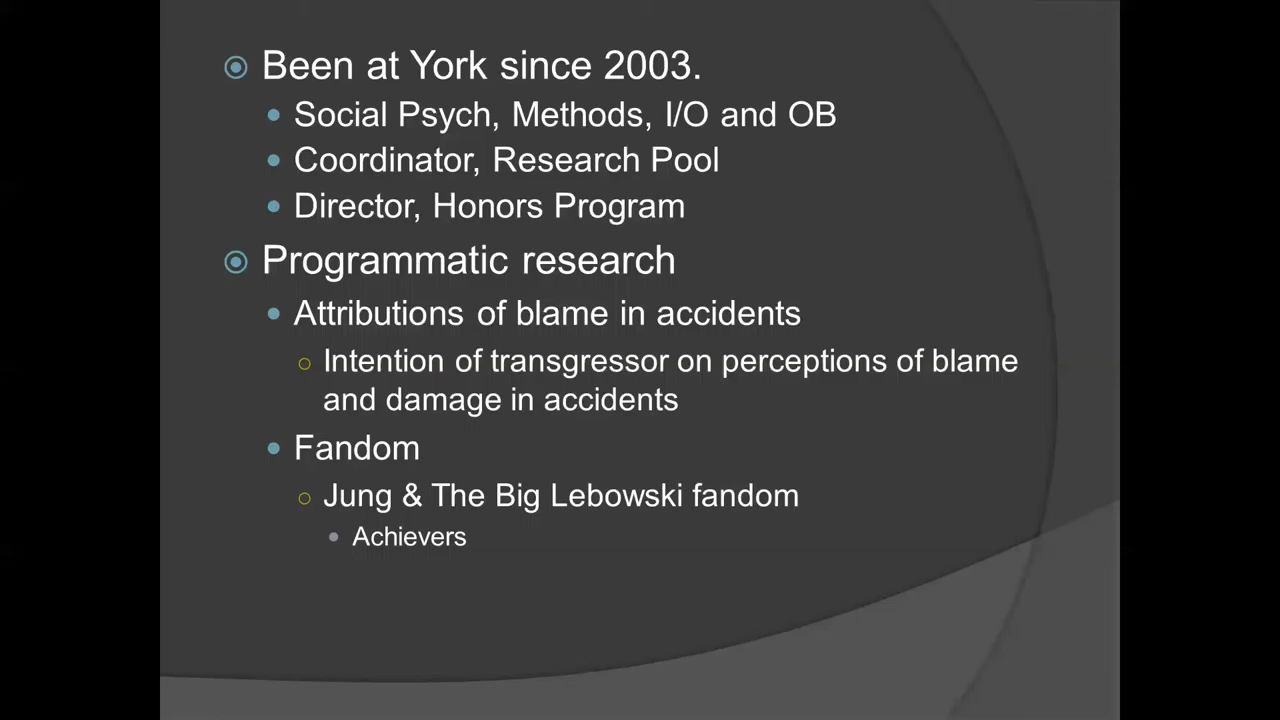 Been at York since 2003.
Social Psych, Methods, I/O and OB
Coordinator, Research Pool
Director, Honors Program
Programmatic research
Attributions of blame in accidents
Intention of transgressor on perceptions of blame
and damage in accidents
Fandom
Jung & The Big Lebowski fandom
Achievers